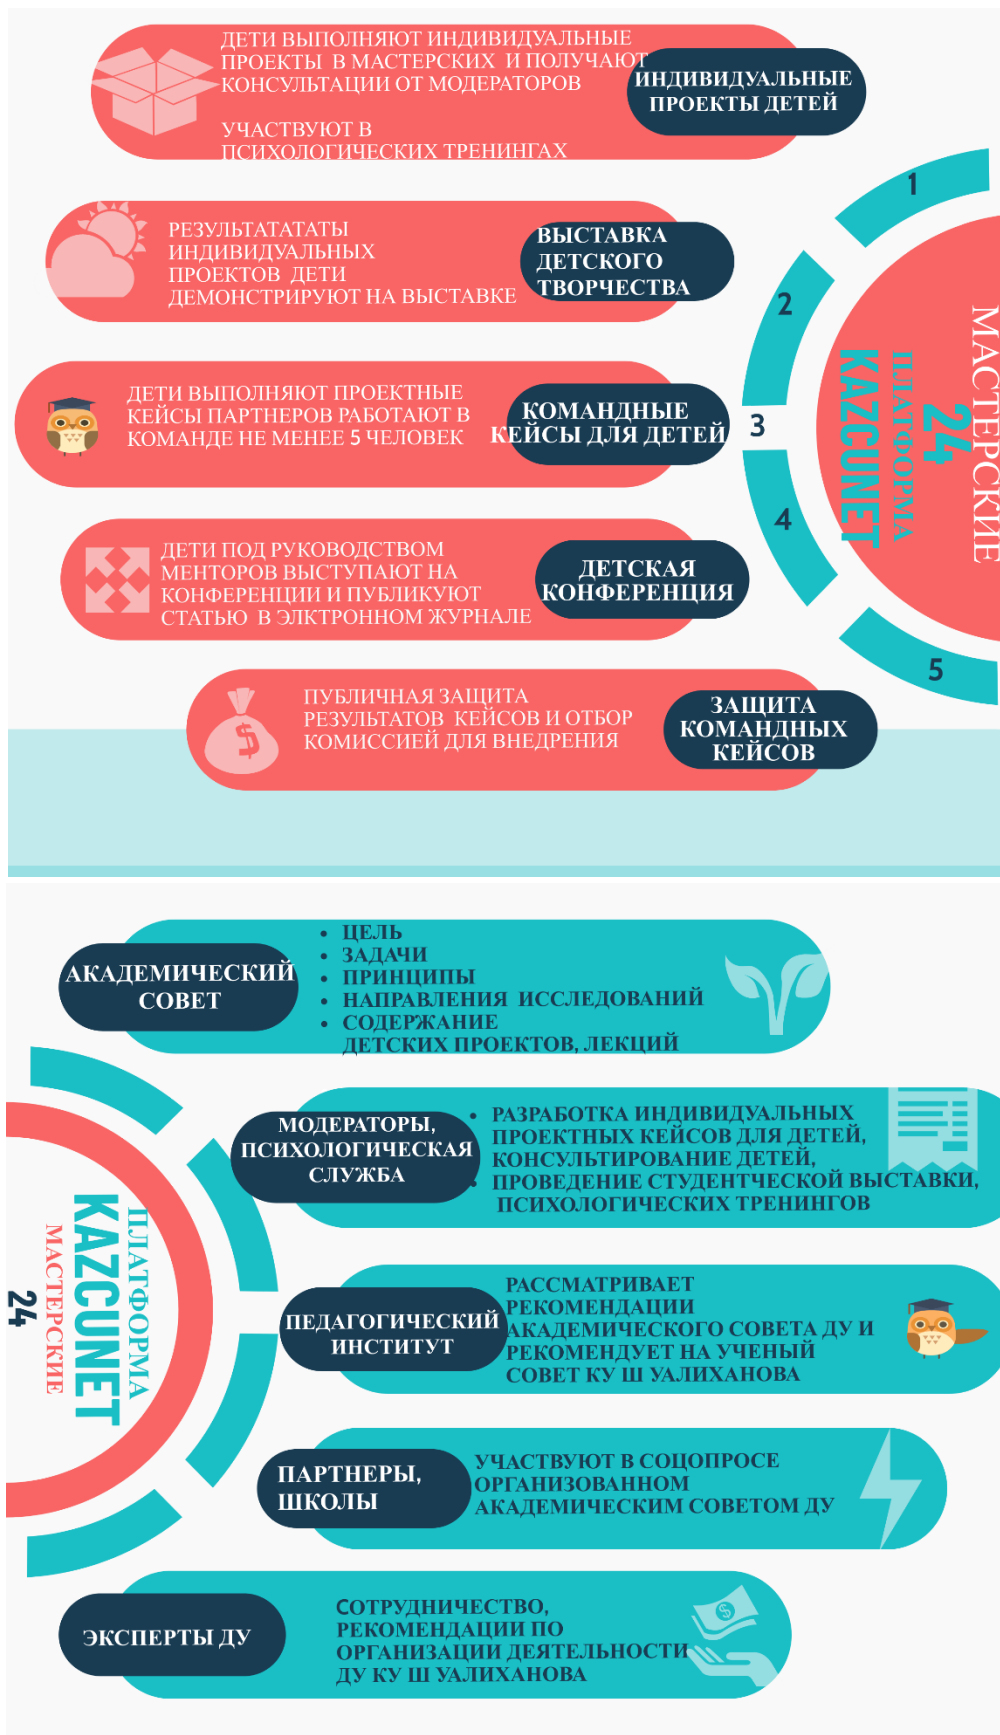 ДЕТИ ВЫПОЛНЯЮТ ИНДИВИДУАЛЬНЫЕ
ПРОЕКТЫ В МАСТЕРСКИХ И ПОЛУЧАЮТ
КОНСУЛЬТАЦИИ ОТ МОДЕРАТОРОВ
УЧАСТВУЮТ В
ПСИХОЛОГИЧЕСКИХ ТРЕНИНГАХ
ИНДИВИДУАЛЬНЫЕ
ПРОЕКТЫ ДЕТЕЙ
1
РЕЗУЛЬТАТАТАТЫ
ИНДИВИДУАЛЬНЫХ
ПРОЕКТОВ ДЕТИ
ДЕМОНСТРИРУЮТ НА ВЫСТАВКЕ
ВЫСТАВКА
ДЕТСКОГО
ТВОРЧЕСТВА
2
ДЕТИ ВЫПОЛНЯЮТ ПРОЕКТНЫЕ
КЕЙСЫ ПАРТНЕРОВ РАБОТАЮТ В
КОМАНДЕ НЕ МЕНЕЕ 5 ЧЕЛОВЕК
КОМАНДНЫЕ
КЕЙСЫ ДЛЯ ДЕТЕЙ
3
МАСТЕРСКИЕ
24
ПЛАТФОРМА
KAZCUNET
ДЕТИ ПОД РУКОВОДСТВОМ
МЕНТОРОВ ВЫСТУПАЮТ НА
КОНФЕРЕНЦИИ И ПУБЛИКУЮТ
СТАТЬЮ В ЭЛКТРОННОМ ЖУРНАЛЕ
ДЕТСКАЯ
КОНФЕРЕНЦИЯ
4
ПУБЛИЧНАЯ ЗАЩИТА
РЕЗУЛЬТАТОВ КЕЙСОВ И ОТБОР
КОМИССИЕЙ ДЛЯ ВНЕДРЕНИЯ
ЗАЩИТА
КОМАНДНЫХ
КЕЙСОВ
5
АКАДЕМИЧЕСКИЙ
СОВЕТ
• ЦЕЛЬ
• ЗАДАЧИ
• ПРИНЦИПЫ
• НАПРАВЛЕНИЯ ИССЛЕДОВАНИЙ
• СОДЕРЖАНИЕ
ДЕТСКИХ ПРОЕКТОВ, ЛЕКЦИЙ
МОДЕРАТОРЫ,
ПСИХОЛОГИЧЕСКАЯ
СЛУЖБА
• РАЗРАБОТКА ИНДИВИДУАЛЬНЫХ
ПРОЕКТНЫХ КЕЙСОВ ДЛЯ ДЕТЕЙ,
КОНСУЛЬТИРОВАНИЕ ДЕТЕЙ,
• ПРОВЕДЕНИЕ СТУДЕНТЧЕСКОЙ ВЫСТАВКИ,
ПСИХОЛОГИЧЕСКИХ ТРЕНИНГОВ
ПЛАТФОРМА
KAZCUNET
МАСТЕРСКИЕ
24
ПЕДАГОГИЧЕСКИЙ
ИНСТИТУТ
РАССМАТРИВАЕТ
РЕКОМЕНДАЦИИ
АКАДЕМИЧЕСКОГО СОВЕТА ДУ И
РЕКОМЕНДУЕТ НА УЧЕНЫЙ
СОВЕТ КУ Ш УАЛИХАНОВА
ПАРТНЕРЫ,
ШКОЛЫ
УЧАСТВУЮТ В СОЦОПРОСЕ
ОРГАНИЗОВАННОМ
АКАДЕМИЧЕСКИМ СОВЕТОМ ДУ
ЭКСПЕРТЫ ДУ
СОТРУДНИЧЕСТВО,
РЕКОМЕНДАЦИИ ПО
ОРГАНИЗАЦИИ ДЕЯТЕЛЬНОСТИ
ДУ КУ Ш УАЛИХАНОВА